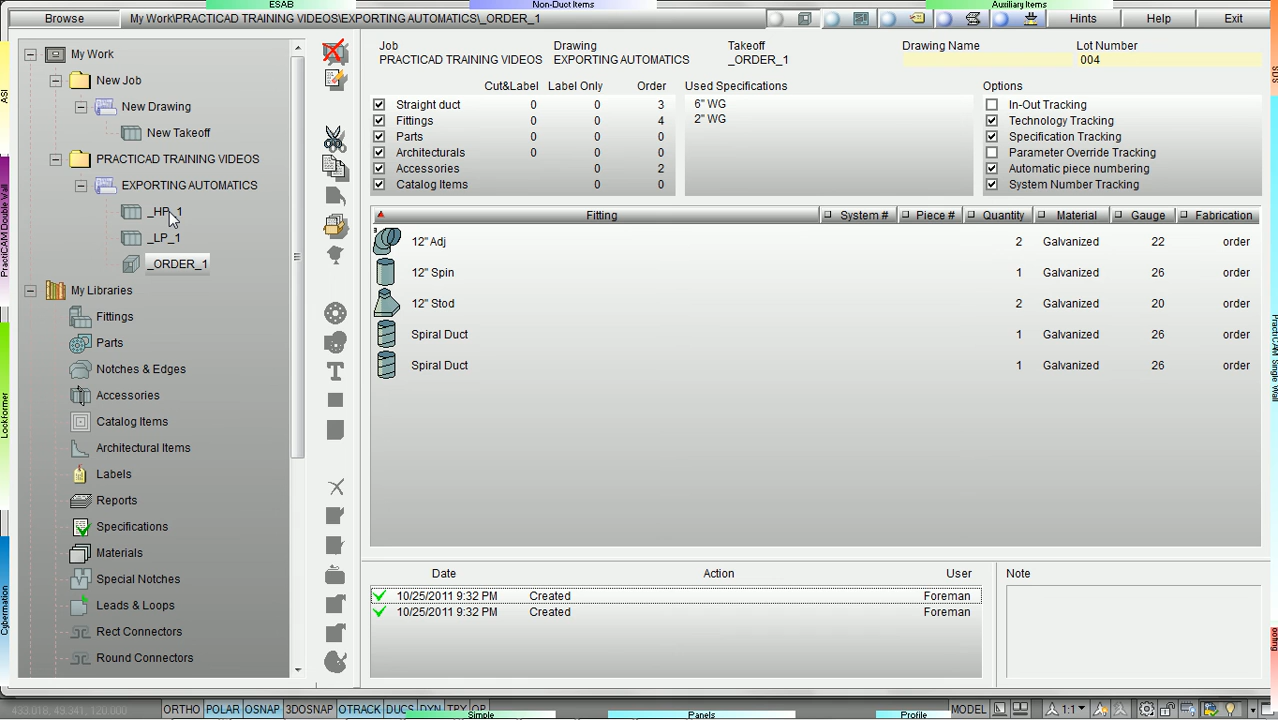 ESAB
Non-Duct Items
Auxiliary Items
Browse
My Work\PRACTICAD TRAINING VIDEOS\EXPORTING AUTOMATICS\_ORDER_1
Hints
Help
Exit
ASI
PractiCAM Double Wall
Lockformer
Cybermation
My Work
New Job
New Drawing
New Takeoff
PRACTICAD TRAINING VIDEOS
EXPORTING AUTOMATICS
_HP_1
_LP_1
_ORDER_1
My Libraries
Fittings
Parts
Notches & Edges
Accessories
Catalog Items
Architectural Items
Labels
Reports
Specifications
Materials
Special Notches
Leads & Loops
Rect Connectors
Round Connectors
Job
Drawing
Takeoff
Drawing Name
Lot Number
PRACTICAD TRAINING VIDEOS
EXPORTING AUTOMATICS
_ORDER_1
004
Cut&Label
Label Only
Order
Used Specifications
Options
Straight duct 0 0 3
Fittings 0 0 4
Parts 0 0 0
Architecturals 0 0 0
Accessories 0 2
Catalog Items 0 0
6" WG
2" WG
In-Out Tracking
Technology Tracking
Specification Tracking
Parameter Override Tracking
Automatic piece numbering
System Number Tracking
Fitting System # Piece # Quantity Material Gauge Fabrication
3
12" Adj 2 Galvanized 22 order
12" Spin 1 Galvanized 26 order
12" Stod 2 Galvanized 20 order
Spiral Duct 1 Galvanized 26 order
Spiral Duct 1 Galvanized 26 order
Date Action User Note
10/25/2011 9:32 PM Created Foreman
10/25/2011 9:32 PM Created Foreman
SDS
PractiCAM Single Wall
433.018, 49.341, 120.000
ORTHO POLAR OSNAP 3DOSNAP OTRACK DUCS DYN TPY QP
MODEL
1:1
Simple
Panels
Profile